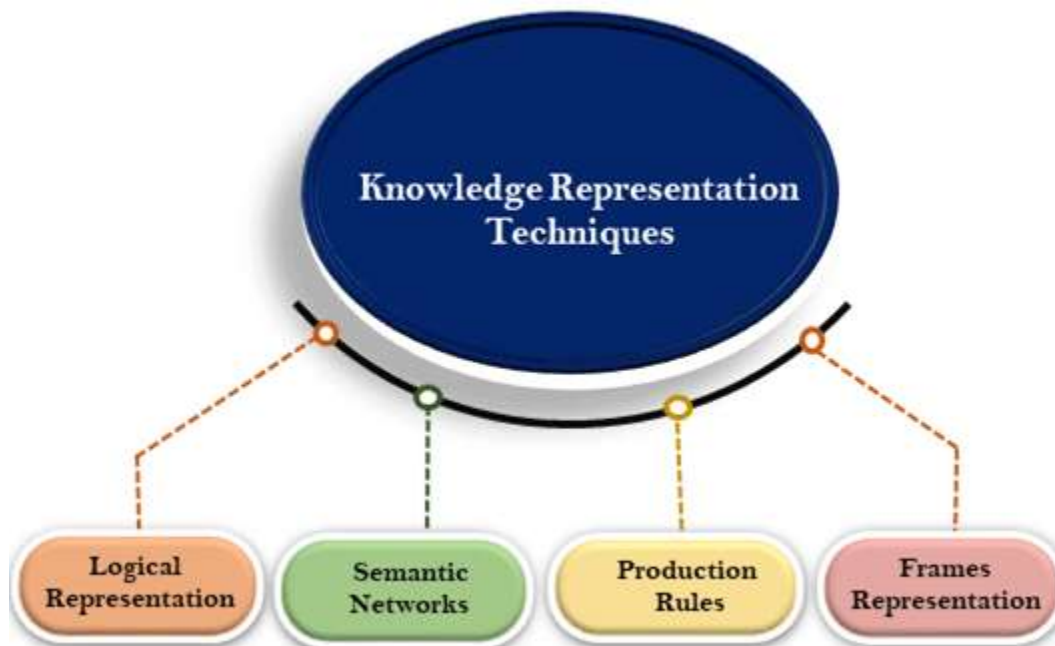 Knowledge Representation
Techniques
Logical
Representation
Semantic
Networks
Production
Rules
Frames
Representation